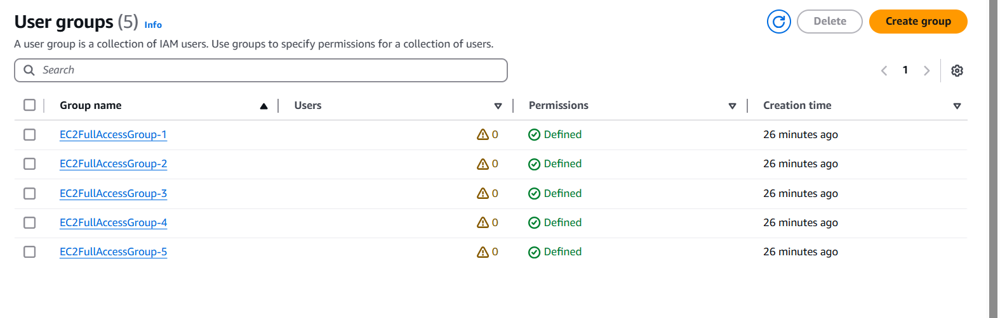 User groups (5) Info
Delete
Create group
A user group is a collection of IAM users. Use groups to specify permissions for a collection of users.
Search
1
Group name Users Permissions Creation time
EC2FullAccessGroup-1 0 Defined 26 minutes ago
EC2FullAccessGroup-2 0 Defined 26 minutes ago
EC2FullAccessGroup-3 0 Defined 26 minutes ago
EC2FullAccessGroup-4 0 Defined 26 minutes ago
EC2FullAccessGroup-5 0 Defined 26 minutes ago